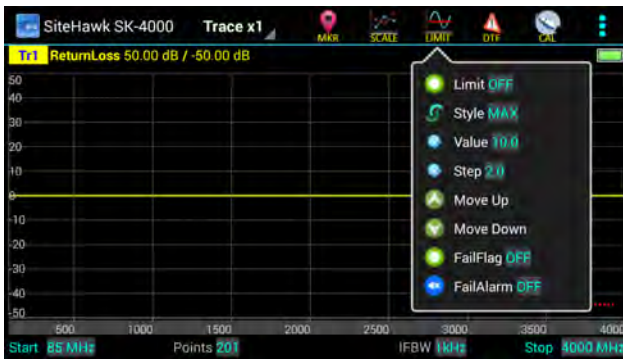 SiteHawk SK-4000 Trace x1 MKR SCALE LIMIT DTF CAL
Tr1 ReturnLoss 50.00 dB / -50.00 dB
Limit OFF
Style MAX
Value 10.0
Step 2.0
Move Up
Move Down
FailFlag OFF
FailAlarm OFF
50
40
30
20
10
0
-10
-20
-30
-40
-50
500 1000 1500 2000 2500 3000 3500 4000
Start 85 MHz Points 201 IFBW 1kHz Stop 4000 MHz